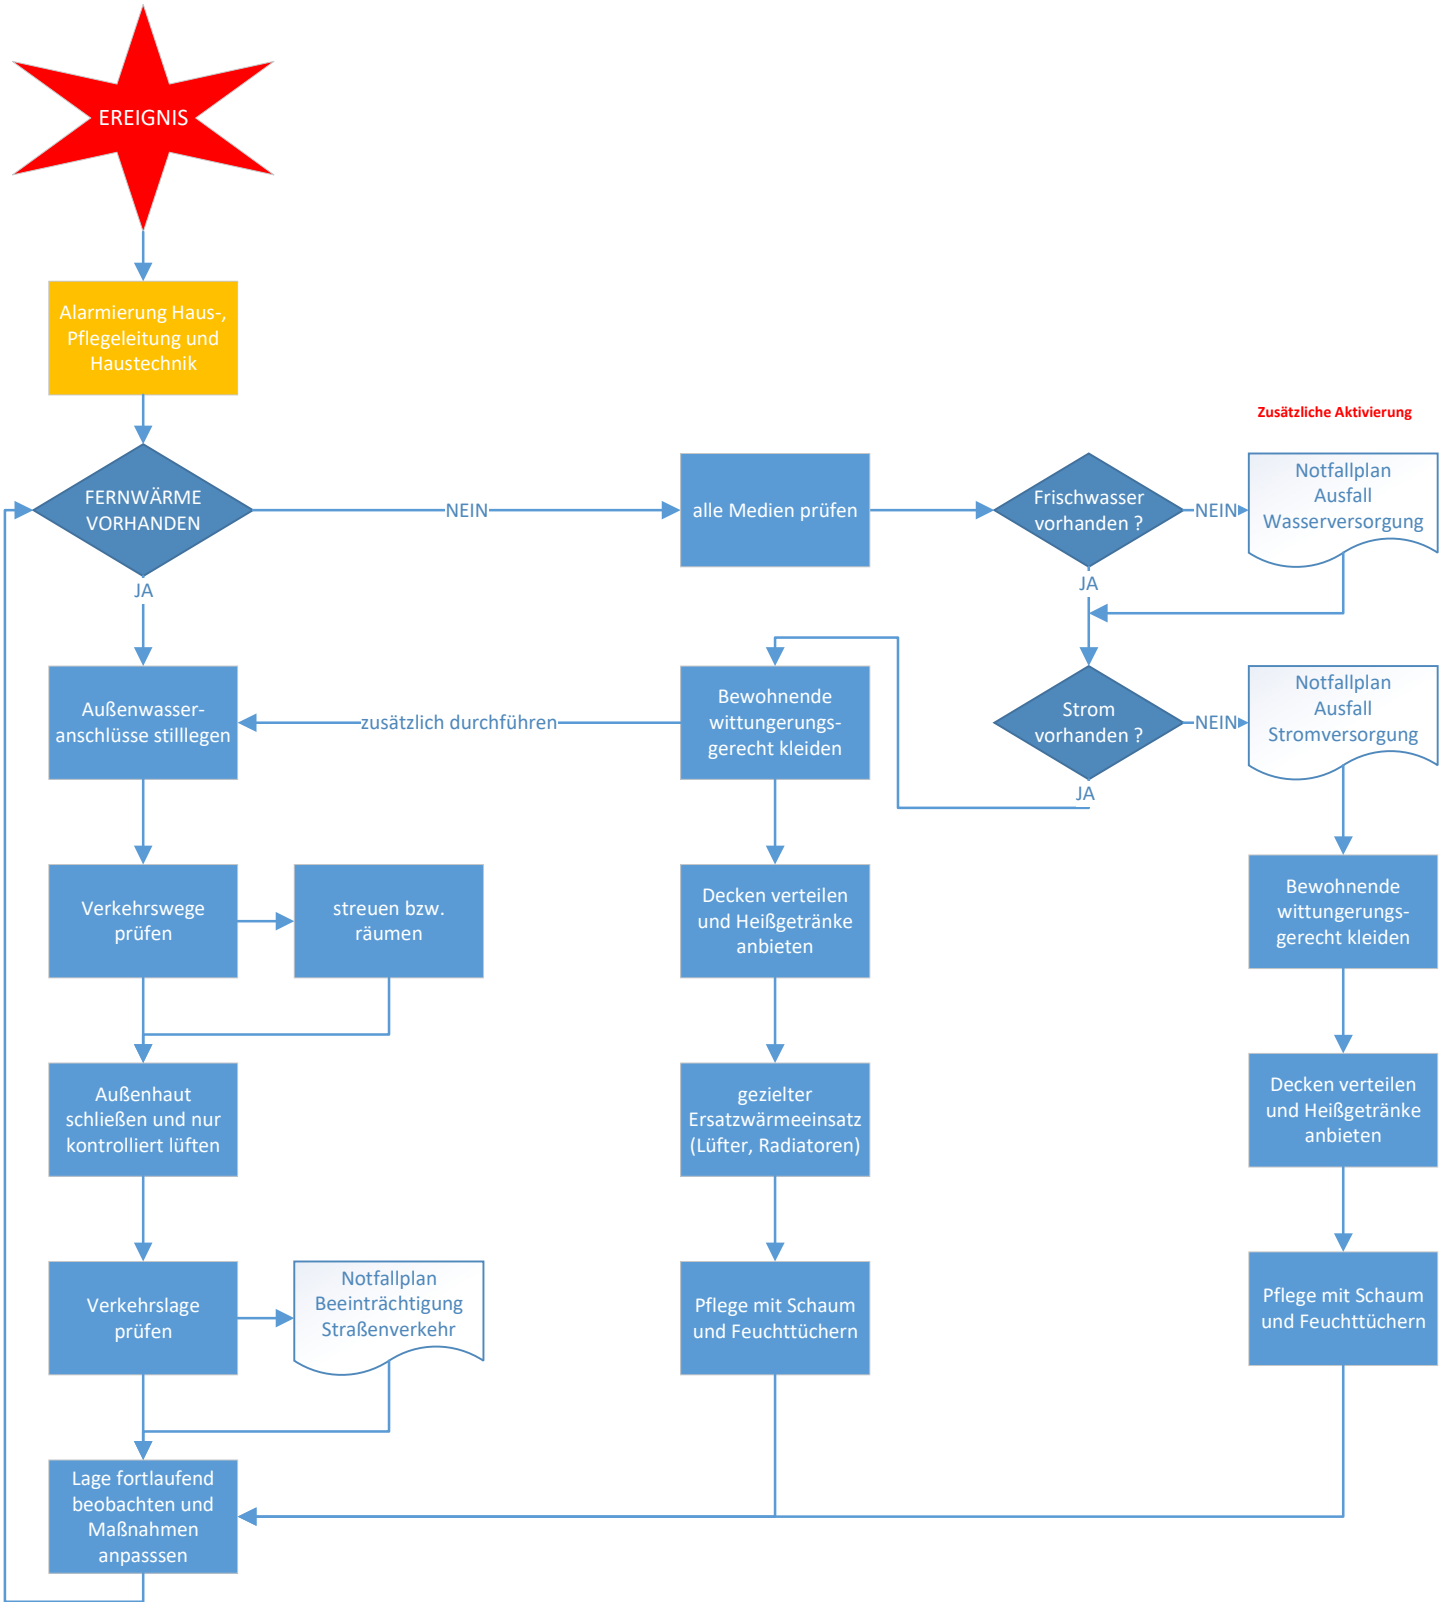 EREIGNIS
Alarmierung Haus-,
Pflegeleitung und
Haustechnik
Zusätzliche Aktivierung
FERNWÄRME
VORHANDEN
NEIN
alle Medien prüfen
Frischwasser
vorhanden ?
NEIN
Notfallplan
Ausfall
Wasserversorgung
JA
JA
Außenwasser-
anschlüsse stilllegen
zusätzlich durchführen
Bewohnende
wittungerungs-
gerecht kleiden
Strom
vorhanden ?
NEIN
Notfallplan
Ausfall
Stromversorgung
JA
Verkehrswege
prüfen
streuen bzw.
räumen
Decken verteilen
und Heißgetränke
anbieten
Bewohnende
wittungerungs-
gerecht kleiden
Außenhaut
schließen und nur
kontrolliert lüften
gezielter
Ersatzwärmeeinsatz
(Lüfter, Radiatoren)
Decken verteilen
und Heißgetränke
anbieten
Verkehrslage
prüfen
Notfallplan
Beeinträchtigung
Straßenverkehr
Pflege mit Schaum
und Feuchttüchern
Pflege mit Schaum
und Feuchttüchern
Lage fortlaufend
beobachten und
Maßnahmen
anpasssen